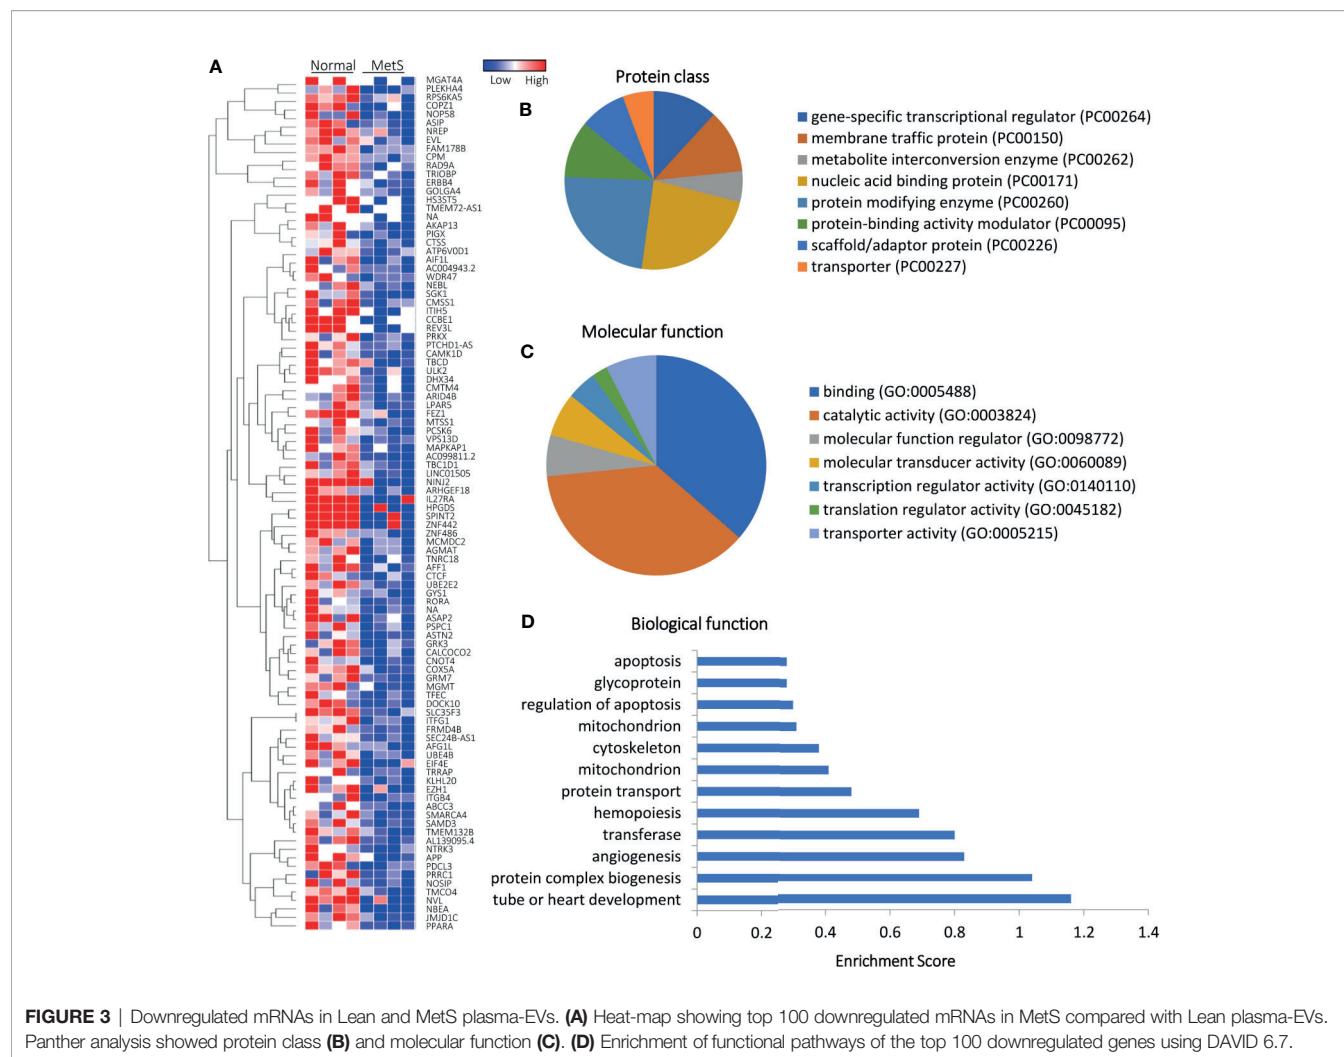 A
Normal MetS
Low High
MGAT4A
PLEKHA4
RPS6KA5
COPZ1
NOP58
ASIP
NREP
EVL
FAM178B
CPM
RAD9A
TRIOBP
ERBB4
GOLGA4
HS3ST5
TMEM72-AS1
NA
AKAP13
PIGX
CTSS
ATP6V0D1
AIF1L
AC004943.2
WDR47
NEBL
SGK1
CMSS1
ITIH5
CCBE1
REV3L
PRKX
PTCHD1-AS
CAMK1D
TBCD
ULK2
DHX34
CMTM4
ARID4B
LPAR5
FEZ1
MTSS1
PCSK6
VPS13D
MAPKAP1
AC099811.2
TBC1D1
LINC01505
NINJ2
ARHGEF18
IL27RA
HPGDS
SPINT2
ZNF442
ZNF486
MCMDC2
AGMAT
TNRC18
AFF1
CTCF
UBE2E2
GYS1
RORA
NA
ASAP2
PSPC1
ASTN2
GRK3
CALCOCO2
CNOT4
COX5A
GRM7
MGMT
TFEC
DOCK10
SLC35F3
ITFG1
FRMD4B
SEC24B-AS1
AFG1L
UBE4B
EIF4E
TRRAP
KLHL20
EZH1
ITGB4
ABCC3
SMARCA4
SAMD3
TMEM132B
AL139095.4
NTRK3
APP
PDCL3
PRRC1
NOSIP
TMCO4
NVL
NBEA
JMJD1C
PPARA
B
Protein class
gene-specific transcriptional regulator (PC00264)
membrane traffic protein (PC00150)
metabolite interconversion enzyme (PC00262)
nucleic acid binding protein (PC00171)
protein modifying enzyme (PC00260)
protein-binding activity modulator (PC00095)
scaffold/adaptor protein (PC00226)
transporter (PC00227)
C
Molecular function
binding (GO:0005488)
catalytic activity (GO:0003824)
molecular function regulator (GO:0098772)
molecular transducer activity (GO:0060089)
transcription regulator activity (GO:0140110)
translation regulator activity (GO:0045182)
transporter activity (GO:0005215)
D
Biological function
apoptosis
glycoprotein
regulation of apoptosis
mitochondrion
cytoskeleton
mitochondrion
protein transport
hemopoiesis
transferase
angiogenesis
protein complex biogenesis
tube or heart development
0 0.2 0.4 0.6 0.8 1 1.2 1.4
Enrichment Score
FIGURE 3 | Downregulated mRNAs in Lean and MetS plasma-EVs. (A) Heat-map showing top 100 downregulated mRNAs in MetS compared with Lean plasma-EVs.
Panther analysis showed protein class (B) and molecular function (C). (D) Enrichment of functional pathways of the top 100 downregulated genes using DAVID 6.7.